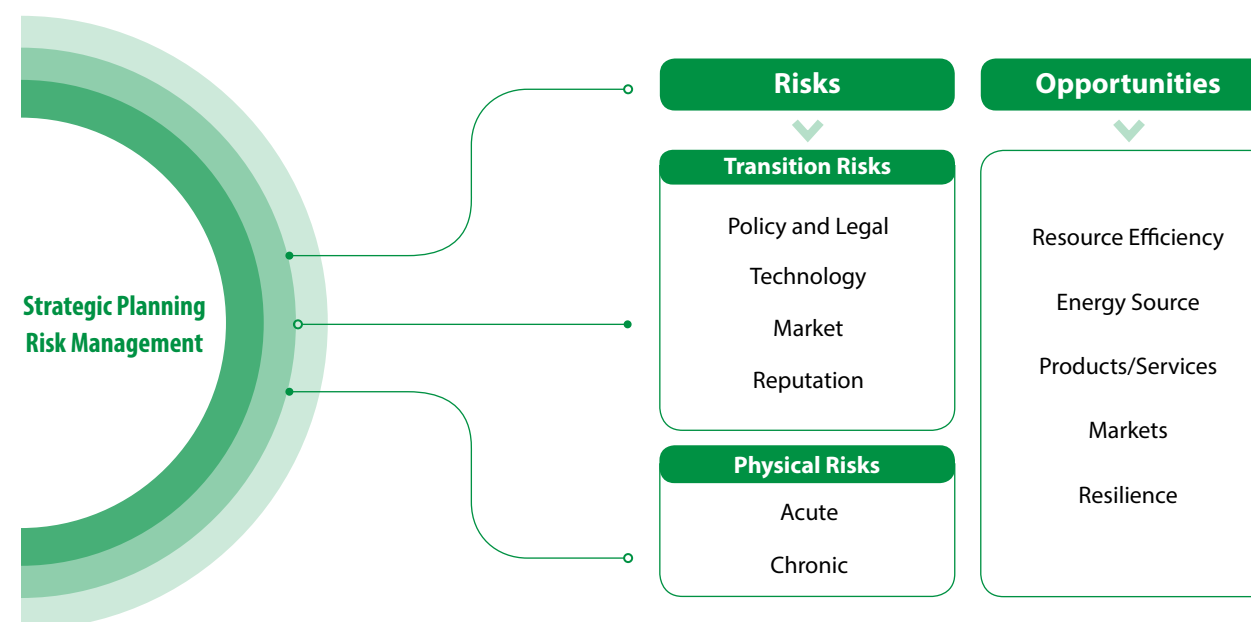 Strategic Planning
Risk Management
Risks
Transition Risks
Policy and Legal
Technology
Market
Reputation
Physical Risks
Acute
Chronic
Opportunities
Resource Efficiency
Energy Source
Products/Services
Markets
Resilience